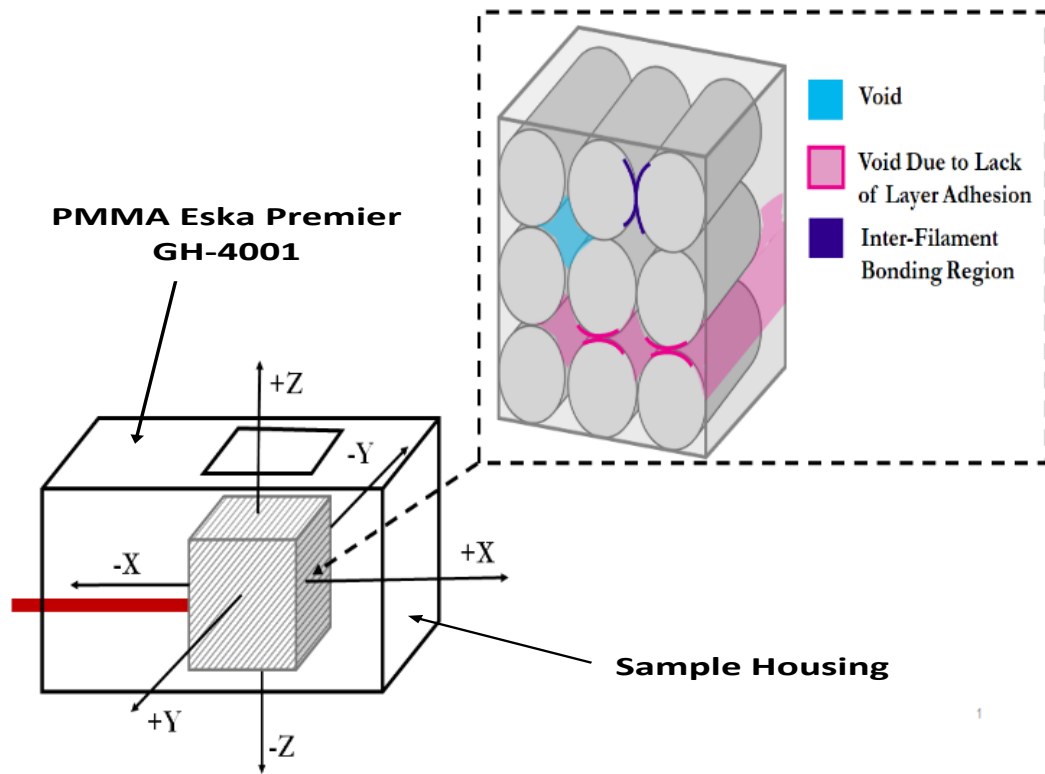 Void
Void Due to Lack
of Layer Adhesion
Inter-Filament
Bonding Region
PMMA Eska Premier
GH-4001
+Z
-Y
-X
+X
+Y
-Z
Sample Housing
1